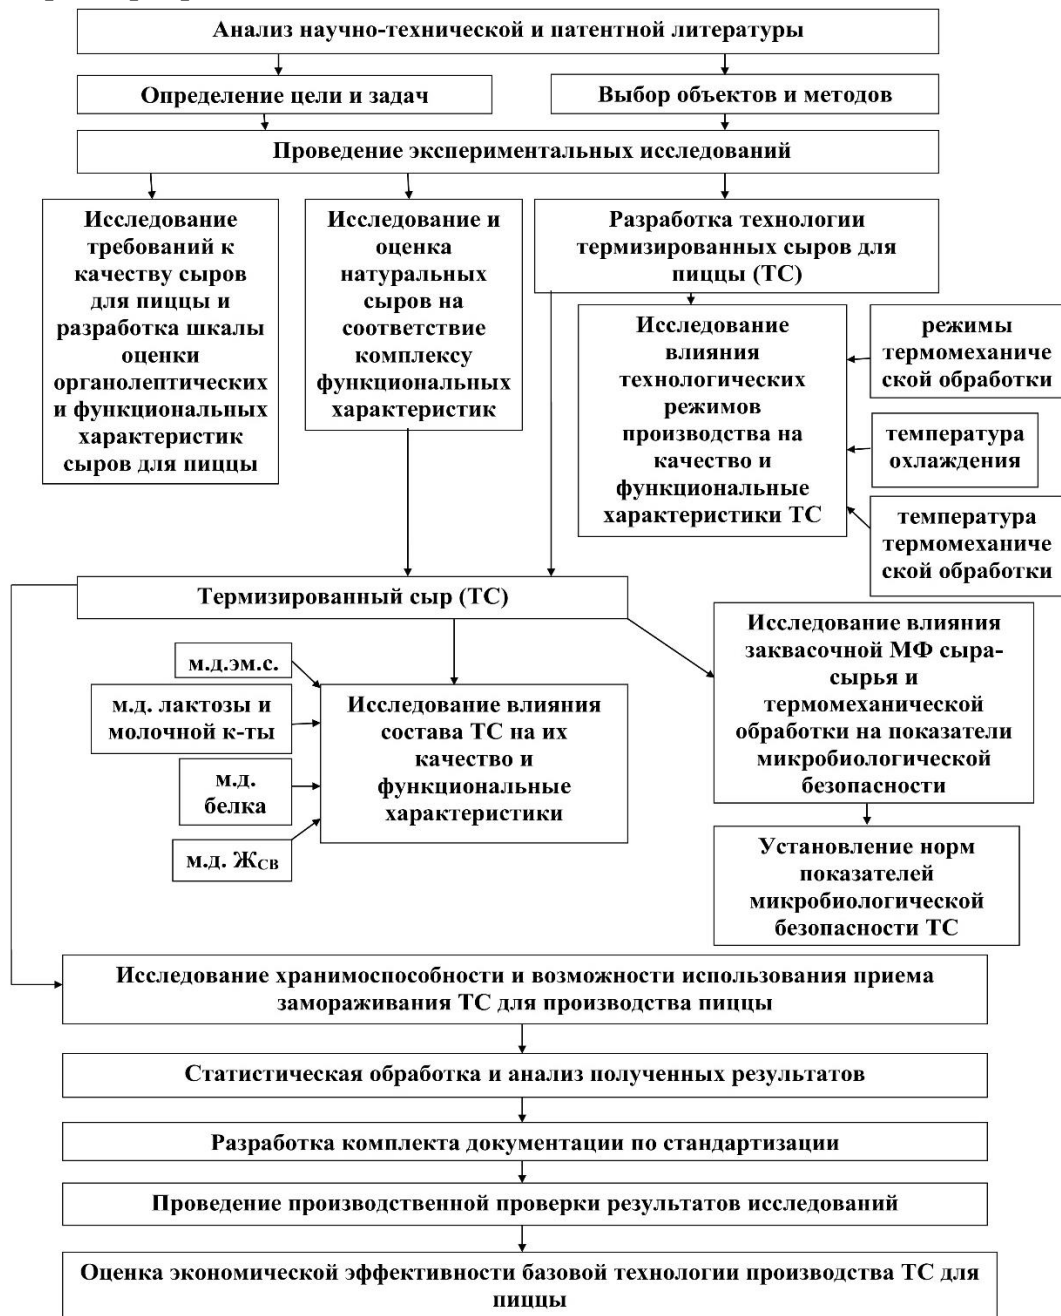 Анализ научно-технической и патентной литературы
Определение цели и задач
Выбор объектов и методов
Проведение экспериментальных исследований
Исследование
требований к
качеству сыров
для пиццы и
разработка шкалы
оценки
органолептических
и функциональных
характеристик
сыров для пиццы
Исследование и
оценка
натуральных
сыров на
соответствие
комплексу
функциональных
характеристик
Разработка технологии
термизированных сыров для
пиццы (ТС)
Исследование
влияния
технологических
режимов
производства на
качество и
функциональные
характеристики ТС
режимы
термомеханиче
ской обработки
температура
охлаждения
температура
термомеханиче
ской обработки
Термизированный сыр (ТС)
м.д.эм.с.
м.д. лактозы и
молочной к-ты
м.д.
белка
м.д. Жсв
Исследование влияния
состава ТС на их
качество и
функциональные
характеристики
Исследование влияния
заквасочной МФ сыра-
сырья и
термомеханической
обработки на показатели
микробиологической
безопасности
Установление норм
показателей
микробиологической
безопасности ТС
Исследование хранимоспособности и возможности использования приема
замораживания ТС для производства пиццы
Статистическая обработка и анализ полученных результатов
Разработка комплекта документации по стандартизации
Проведение производственной проверки результатов исследований
Оценка экономической эффективности базовой технологии производства ТС для
пиццы